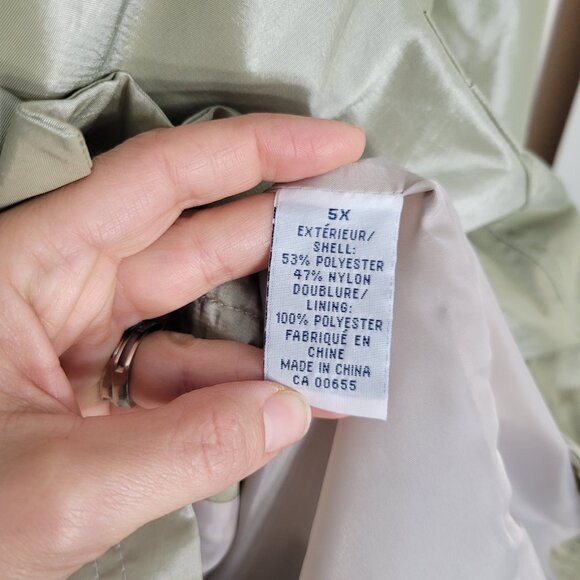 5X
EXTÉRIEUR/
SHELL:
53% POLYESTER
47% NYLON
DOUBLURE/
LINING:
100% POLYESTER
FABRIQUÉ EN
CHINE
MADE IN CHINA
CA 00655